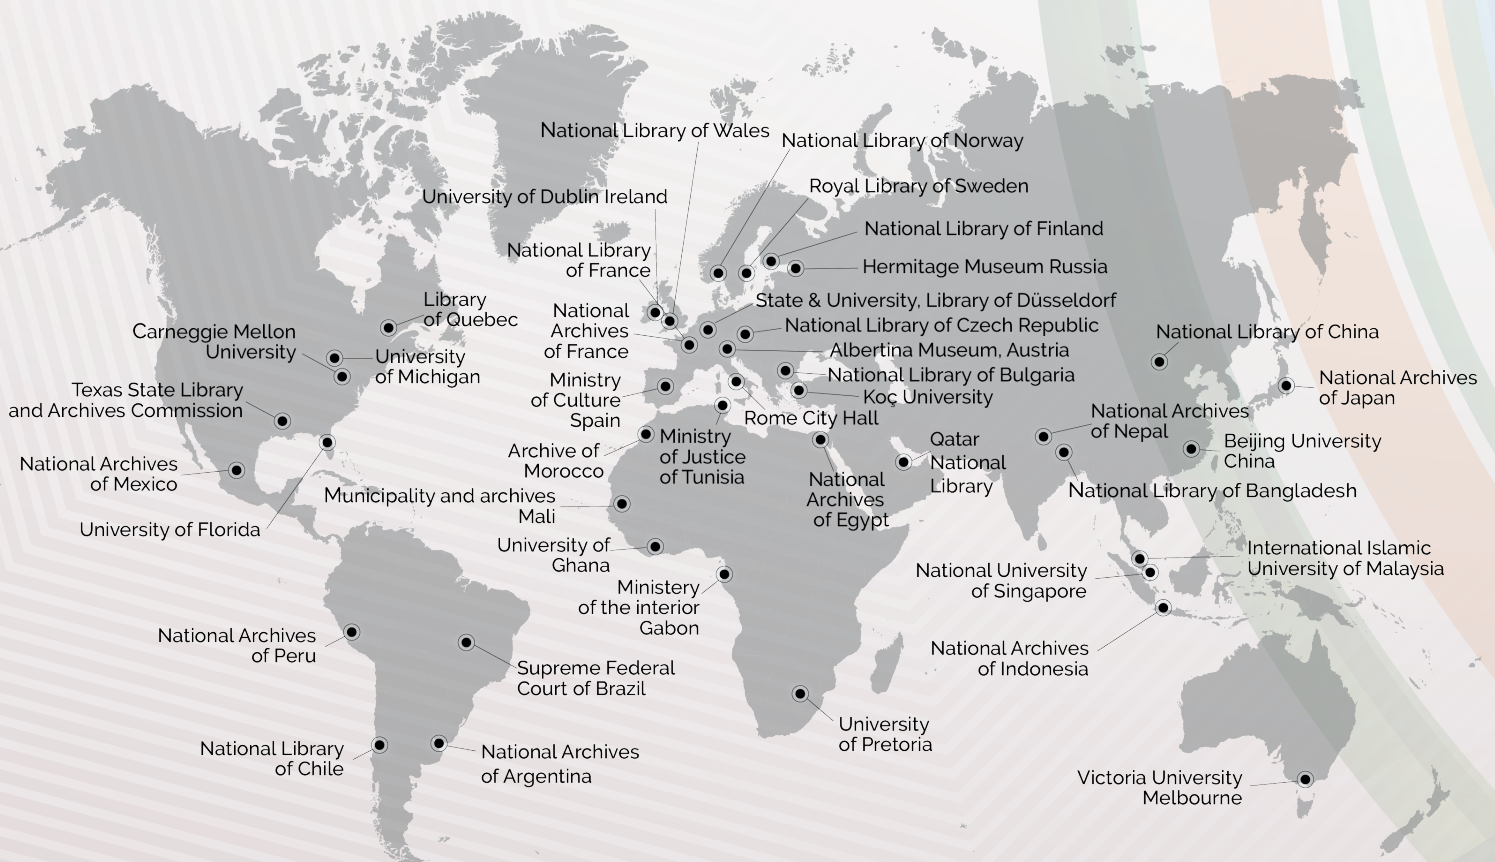 National Library of Wales
National Library of Norway
Royal Library of Sweden
University of Dublin Ireland
National Library of Finland
National Library
of France
Hermitage Museum Russia
State & University, Library of Düsseldorf
Library
of Quebec
National
Archives
of France
National Library of Czech Republic
Carneggie Mellon
University
National Library of China
Albertina Museum, Austria
University
of Michigan
National Library of Bulgaria
National Archives
of Japan
Ministry
of Culture
Spain
Koç University
Texas State Library
and Archives Commission
Rome City Hall
National Archives
of Nepal
Archive of
Morocco
Ministry
of Justice
of Tunisia
Qatar
National
Library
Beijing University
China
National Archives
of Mexico
National
Archives
of Egypt
National Library of Bangladesh
Municipality and archives
Mali
University of Florida
University of
Ghana
International Islamic
University of Malaysia
National University
of Singapore
Ministery
of the interior
Gabon
National Archives
of Peru
National Archives
of Indonesia
Supreme Federal
Court of Brazil
University
of Pretoria
National Library
of Chile
National Archives
of Argentina
Victoria University
Melbourne